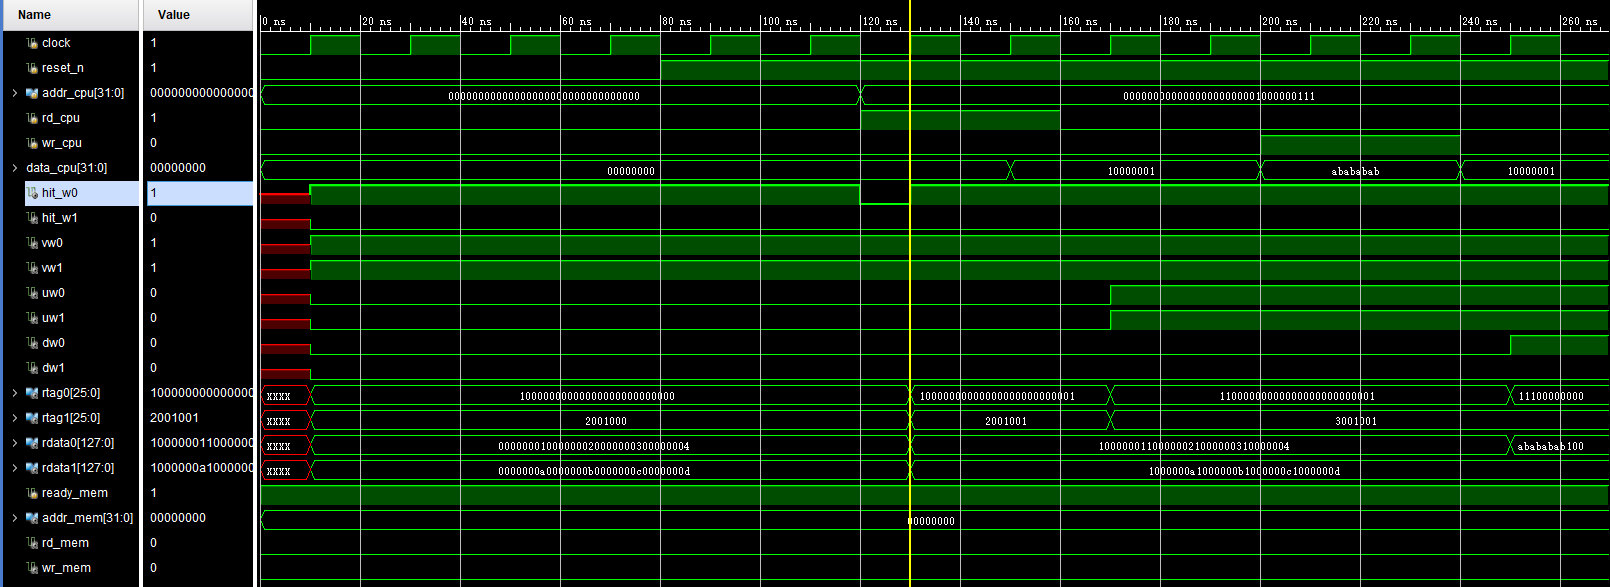 Name Value 0 ns 20 ns 40 ns 60 ns 80 ns 100 ns 120 ns 140 ns 160 ns 180 ns 200 ns 220 ns 240 ns 260 ns
clock 1
reset_n 1
addr_cpu[31:0] 000000000000000 00000000000000000000000000000000 00000000000000000000001000000111
rd_cpu 1
wr_cpu 0
data_cpu[31:0] 00000000 00000000 10000001 abababab 10000001
hit_w0 1
hit_w1 0
vw0 1
vw1 1
uw0 0
uw1 0
dw0 0
dw1 0
rtag0[25:0] 100000000000000 XXXX 10000000000000000000000000 10000000000000000000000001 11000000000000000000000001 11100000000
rtag1[25:0] 2001001 XXXX 2001000 2001001 3001001
rdata0[127:0] 100000011000000 XXXX 00000001000000020000000300000004 10000001100000021000000310000004 abababab100
rdata1[127:0] 1000000a1000000 XXXX 0000000a0000000b0000000c0000000d 1000000a1000000b1000000c1000000d
ready_mem 1
addr_mem[31:0] 00000000 00000000
rd_mem 0
wr_mem 0